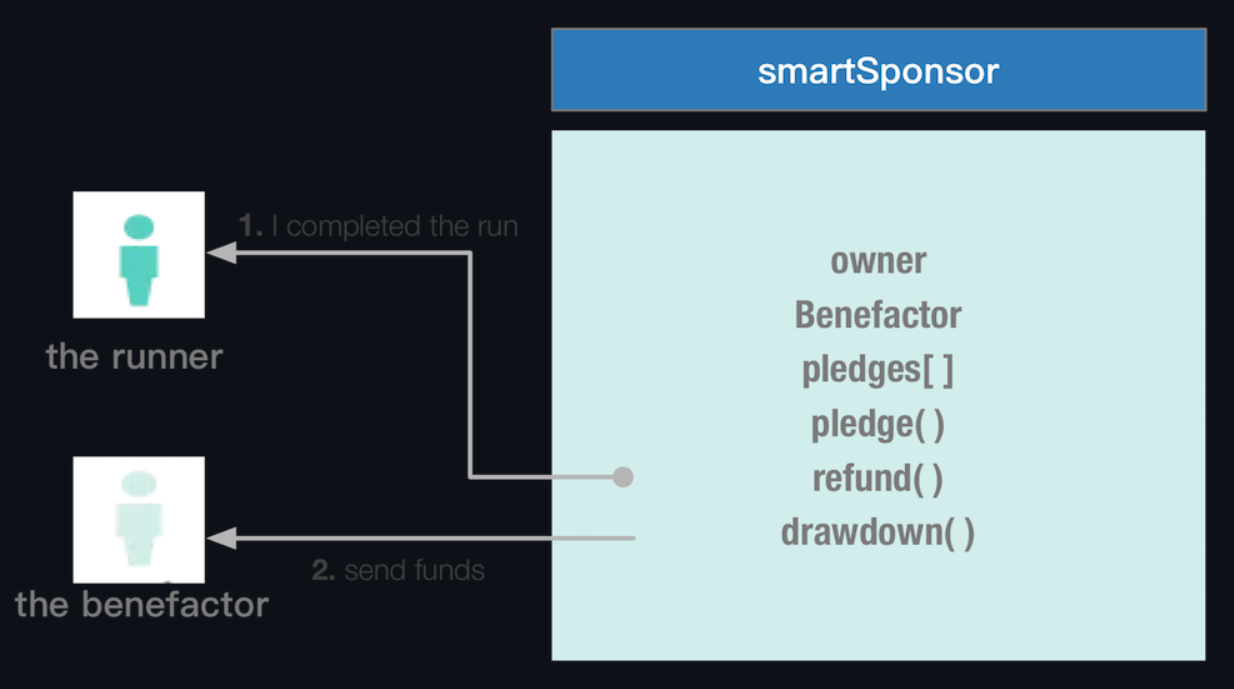 smartSponsor
1. I completed the run
the runner
owner
Benefactor
pledges[ ]
pledge( )
refund( )
drawdown( )
2. send funds
the benefactor